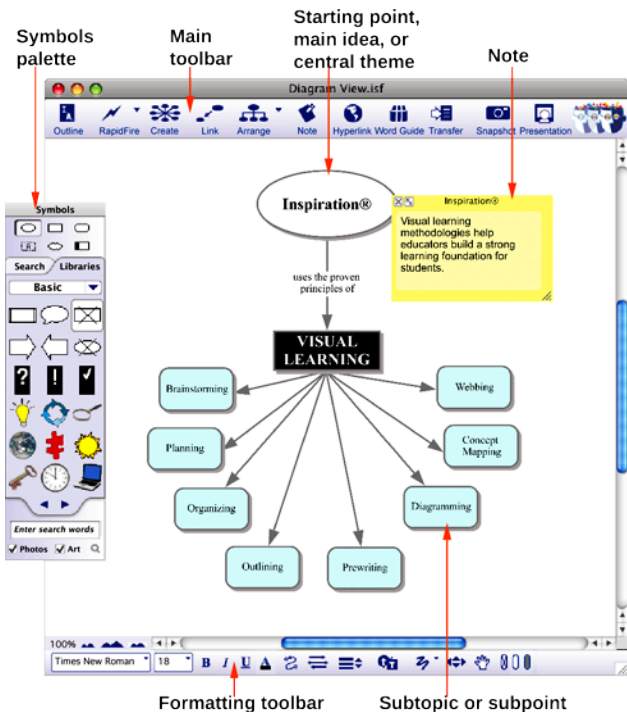 Symbols
palette
Main
toolbar
Starting point,
main idea, or
central theme
Note
Diagram View.isf
Outline RapidFire Create Link Arrange Note Hyperlink Word Guide Transfer Snapshot Presentation
Inspiration®
Inspiration®
Visual learning
methodologies help
educators build a strong
learning foundation for
students.
uses the proven
principles of
VISUAL
LEARNING
Brainstorming
Webbing
Planning
Concept
Mapping
Organizing
Diagramming
Outlining
Prewriting
Symbols
Search Libraries
Basic
Enter search words
Photos Art
100%
Times New Roman 18 B I U A
Formatting toolbar
Subtopic or subpoint